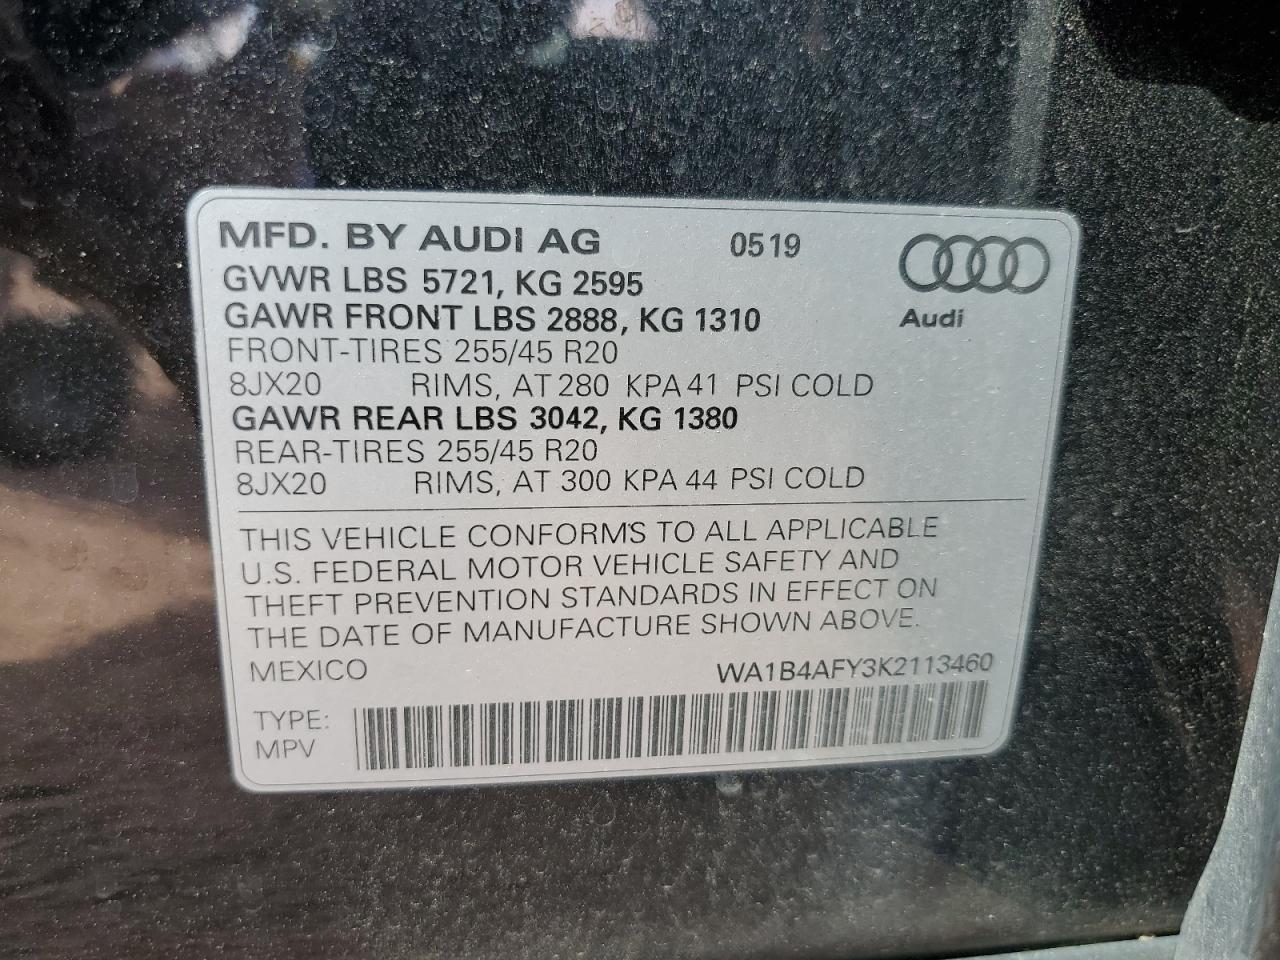 MFD. BY AUDI AG 0519
GVWR LBS 5721, KG 2595
GAWR FRONT LBS 2888, KG 1310 Audi
FRONT-TIRES 255/45 R20
8JX20 RIMS, AT 280 KPA 41 PSI COLD
GAWR REAR LBS 3042, KG 1380
REAR-TIRES 255/45 R20
8JX20 RIMS, AT 300 KPA 44 PSI COLD
THIS VEHICLE CONFORMS TO ALL APPLICABLE
U.S. FEDERAL MOTOR VEHICLE SAFETY AND
THEFT PREVENTION STANDARDS IN EFFECT ON
THE DATE OF MANUFACTURE SHOWN ABOVE.
MEXICO WA1B4AFY3K2113460
TYPE:
MPV